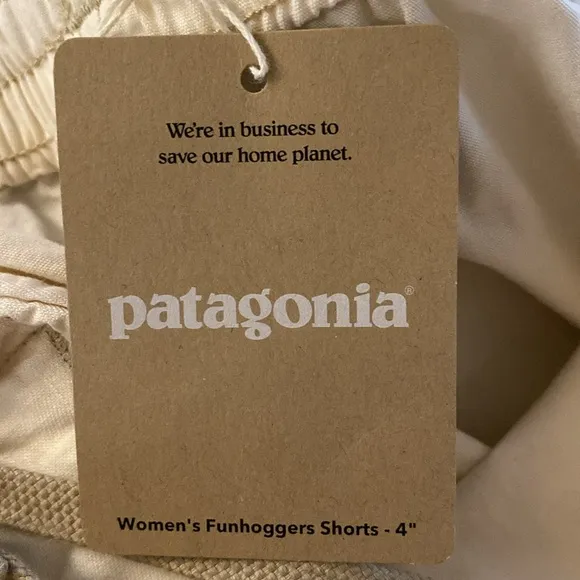 We're in business to
save our home planet.
patagonia®
Women's Funhoggers Shorts - 4"